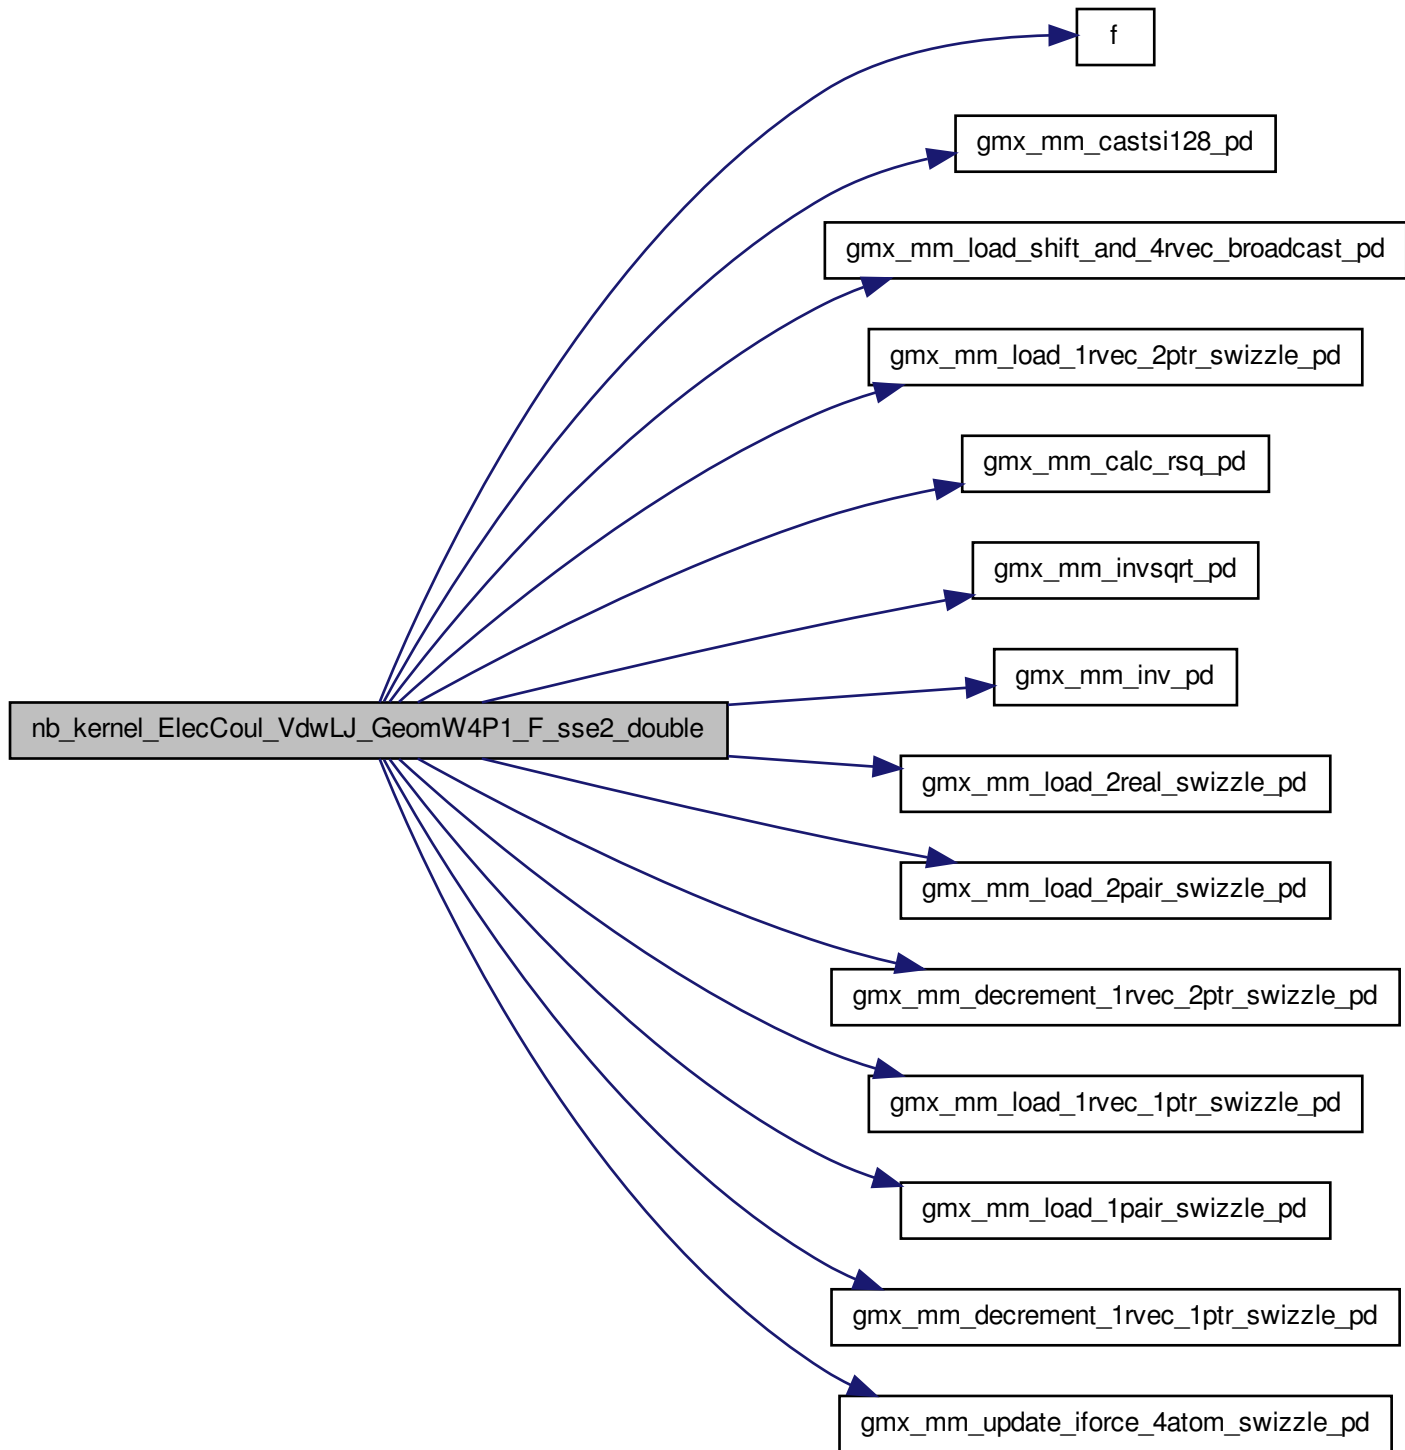 f
gmx_mm_castsi128_pd
gmx_mm_load_shift_and_4rvec_broadcast_pd
gmx_mm_load_1rvec_2ptr_swizzle_pd
gmx_mm_calc_rsq_pd
gmx_mm_invsqrt_pd
gmx_mm_inv_pd
nb_kernel_ElecCoul_VdwLJ_GeomW4P1_F_sse2_double
gmx_mm_load_2real_swizzle_pd
gmx_mm_load_2pair_swizzle_pd
gmx_mm_decrement_1rvec_2ptr_swizzle_pd
gmx_mm_load_1rvec_1ptr_swizzle_pd
gmx_mm_load_1pair_swizzle_pd
gmx_mm_decrement_1rvec_1ptr_swizzle_pd
gmx_mm_update_iforce_4atom_swizzle_pd